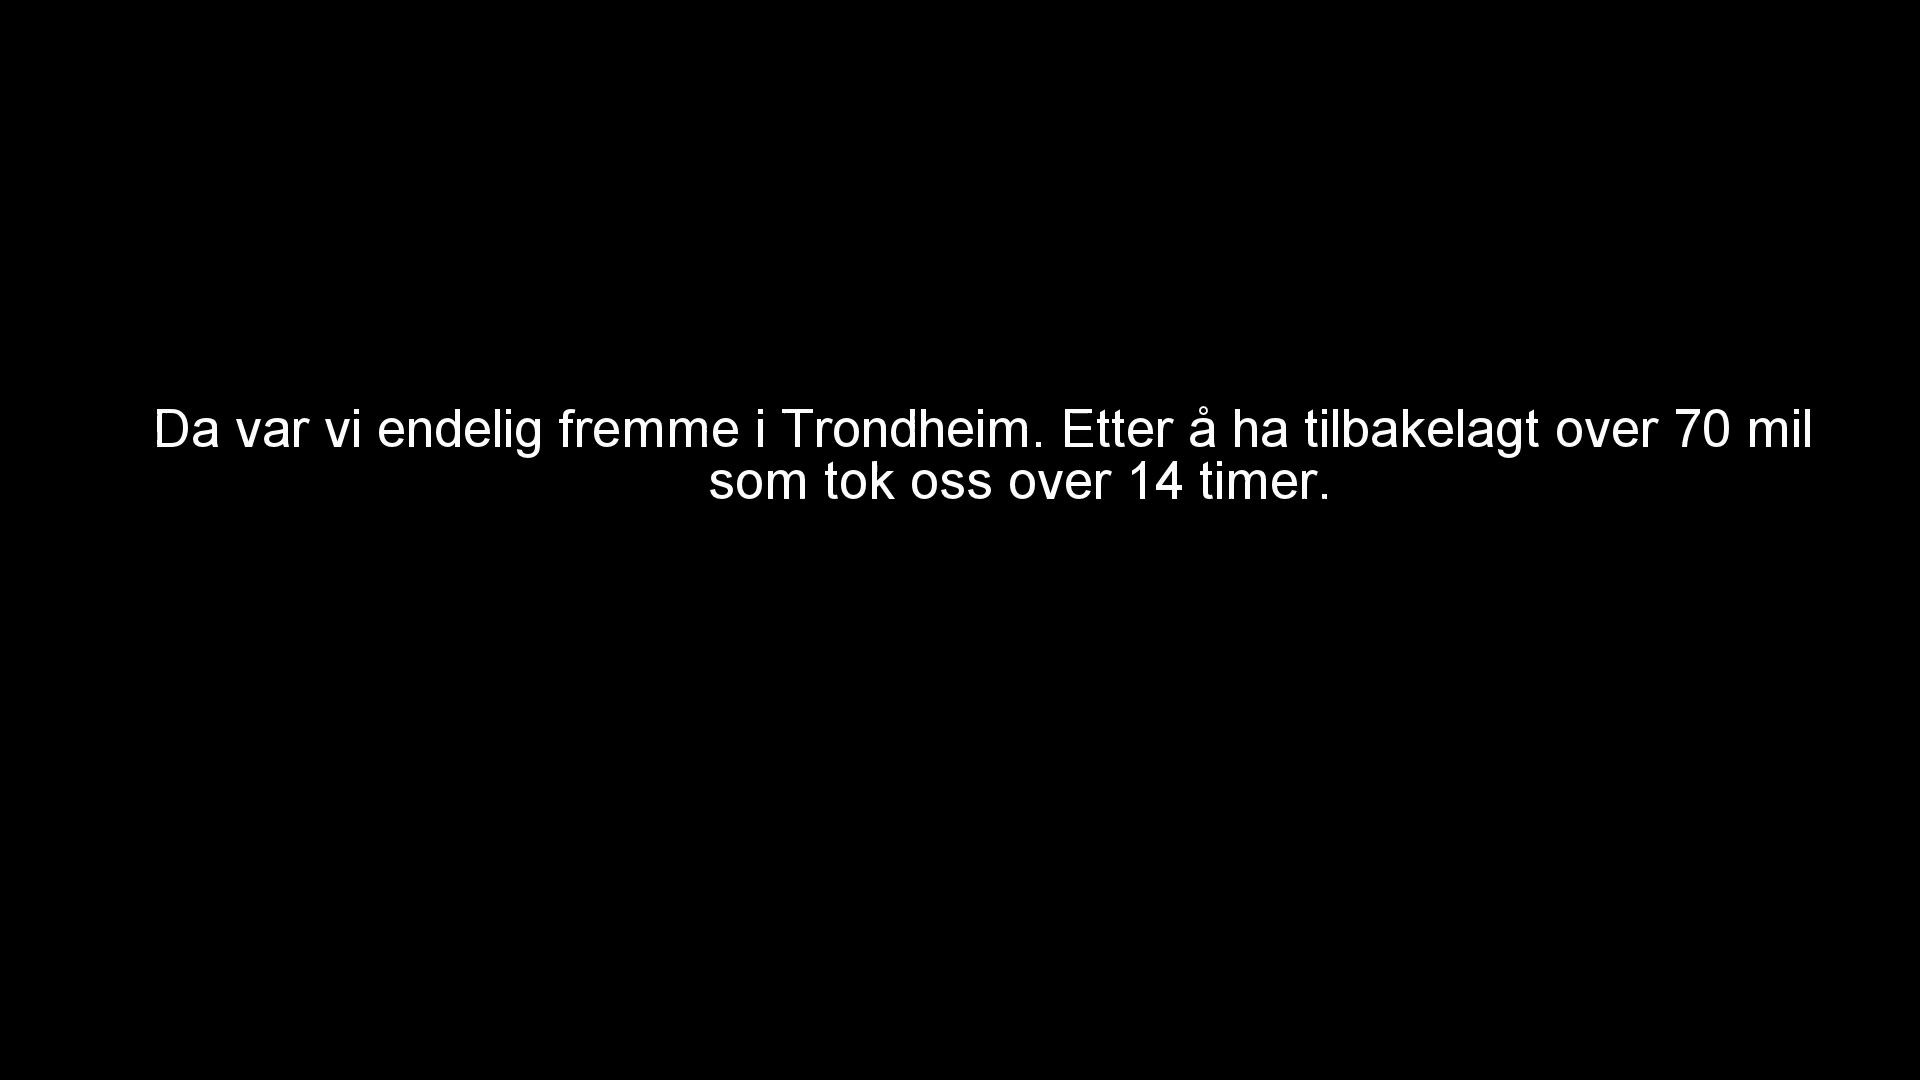 Da var vi endelig fremme i Trondheim. Etter å ha tilbakelagt over 70 mil
som tok oss over 14 timer.